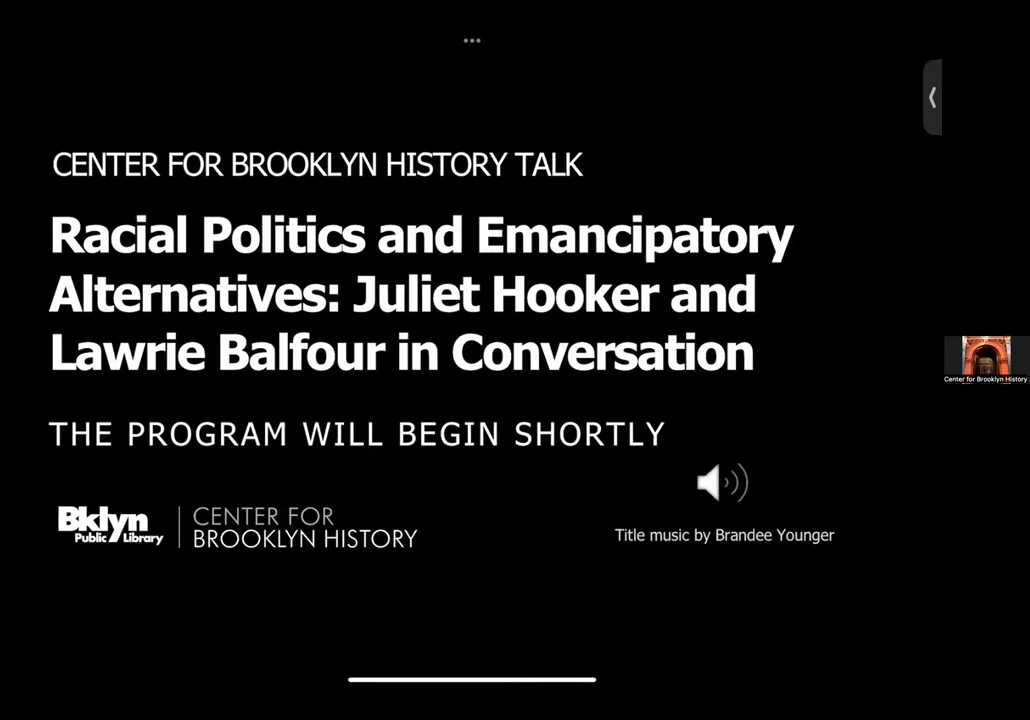 CENTER FOR BROOKLYN HISTORY TALK
Racial Politics and Emancipatory
Alternatives: Juliet Hooker and
Lawrie Balfour in Conversation
THE PROGRAM WILL BEGIN SHORTLY
Bklyn
Public Library
CENTER FOR
BROOKLYN HISTORY
Title music by Brandee Younger
Center for Brooklyn History